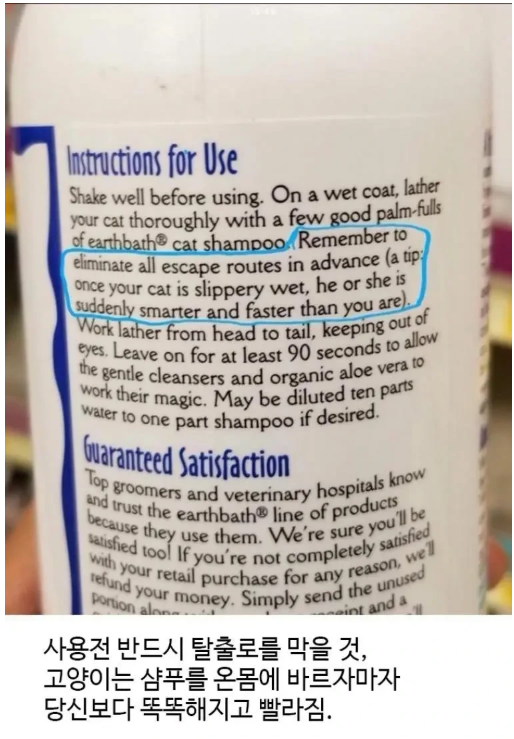 Instructions for Use
Shake well before using. On a wet coat, lather
your cat thoroughly with a few good palm-fulls
of earthbath® cat shampoo. (Remember to
eliminate all escape routes in advance (a tip:
once your cat is slippery wet, he or she is
suddenly smarter and faster than you are).
Work lather from head to tail, keeping out of
eyes. Leave on for at least 90 seconds to allow
the gentle cleansers and organic aloe vera to
work their magic. May be diluted ten parts
water to one part shampoo if desired.
Guaranteed Satisfaction
Top groomers and veterinary hospitals know
and trust the earthbath® line of products
because they use them. We're sure you'll be
satisfied too! If you're not completely satisfied
with your retail purchase for any reason, we'll
refund your money. Simply send the unused
portion along receipt and a
사용전 반드시 탈출로를 막을 것,
고양이는 샴푸를 온몸에 바르자마자
당신보다 똑똑해지고 빨라짐.